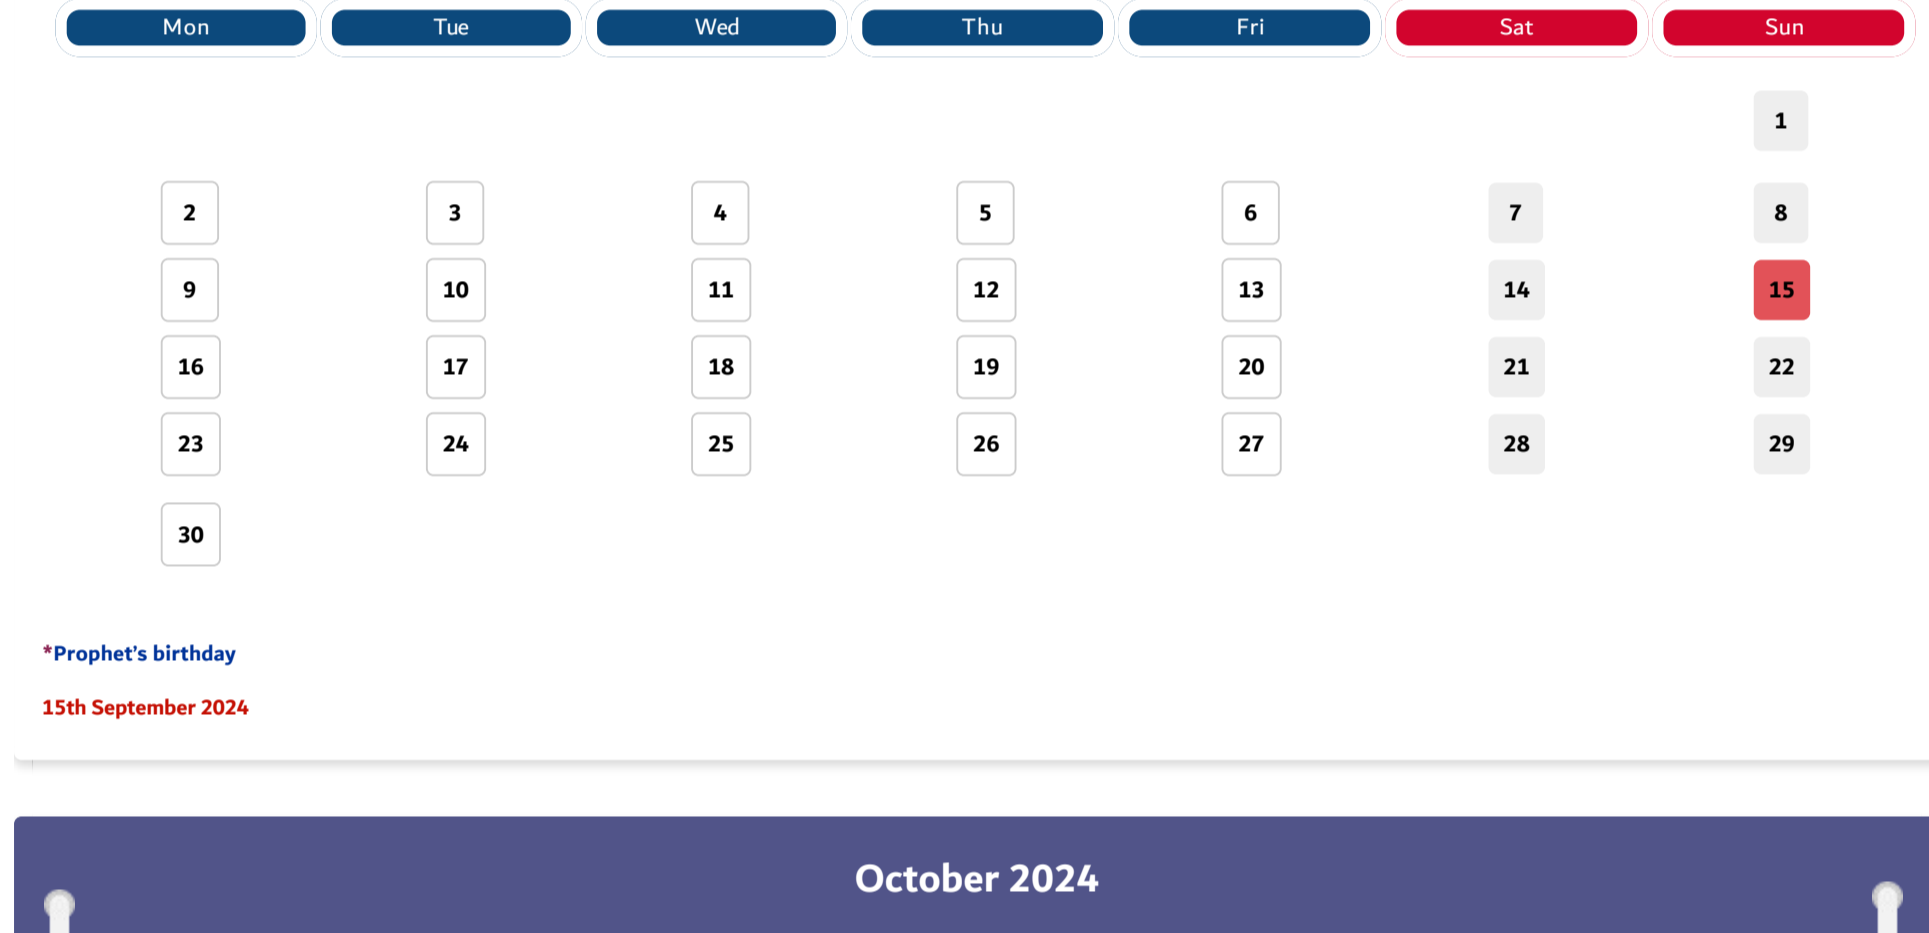 Mon Tue Wed Thu Fri Sat Sun
1
2 3 4 5 6 7 8
9 10 11 12 13 14 15
16 17 18 19 20 21 22
23 24 25 26 27 28 29
30
*Prophet’s birthday
15th September 2024
October 2024